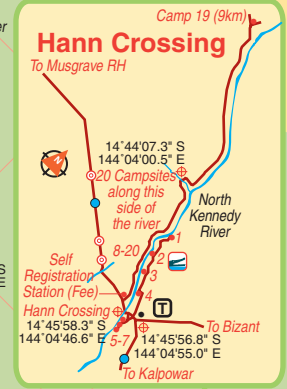 Camp 19 (9km)
Hann Crossing
To Musgrave RH
14°44'07.3" S
144°04'00.5" E
20 Campsites
along this
side of
the river
North
Kennedy
River
1
2
3
4
8-20
Self
Registration
Station (Fee)
Hann Crossing
14°45'58.3" S
144°04'46.6" E
5-7
T
To Bizant
14°45'56.8" S
144°04'55.0" E
To Kalpowar